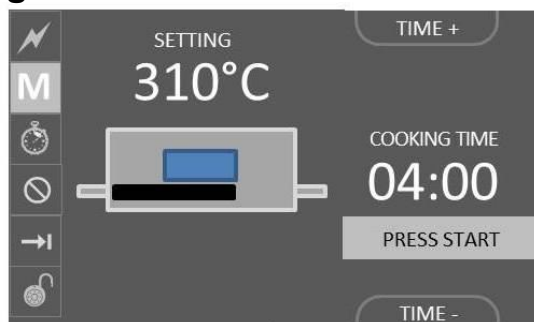 TIME +
SETTING
310°C
M
COOKING TIME
04:00
PRESS START
TIME -